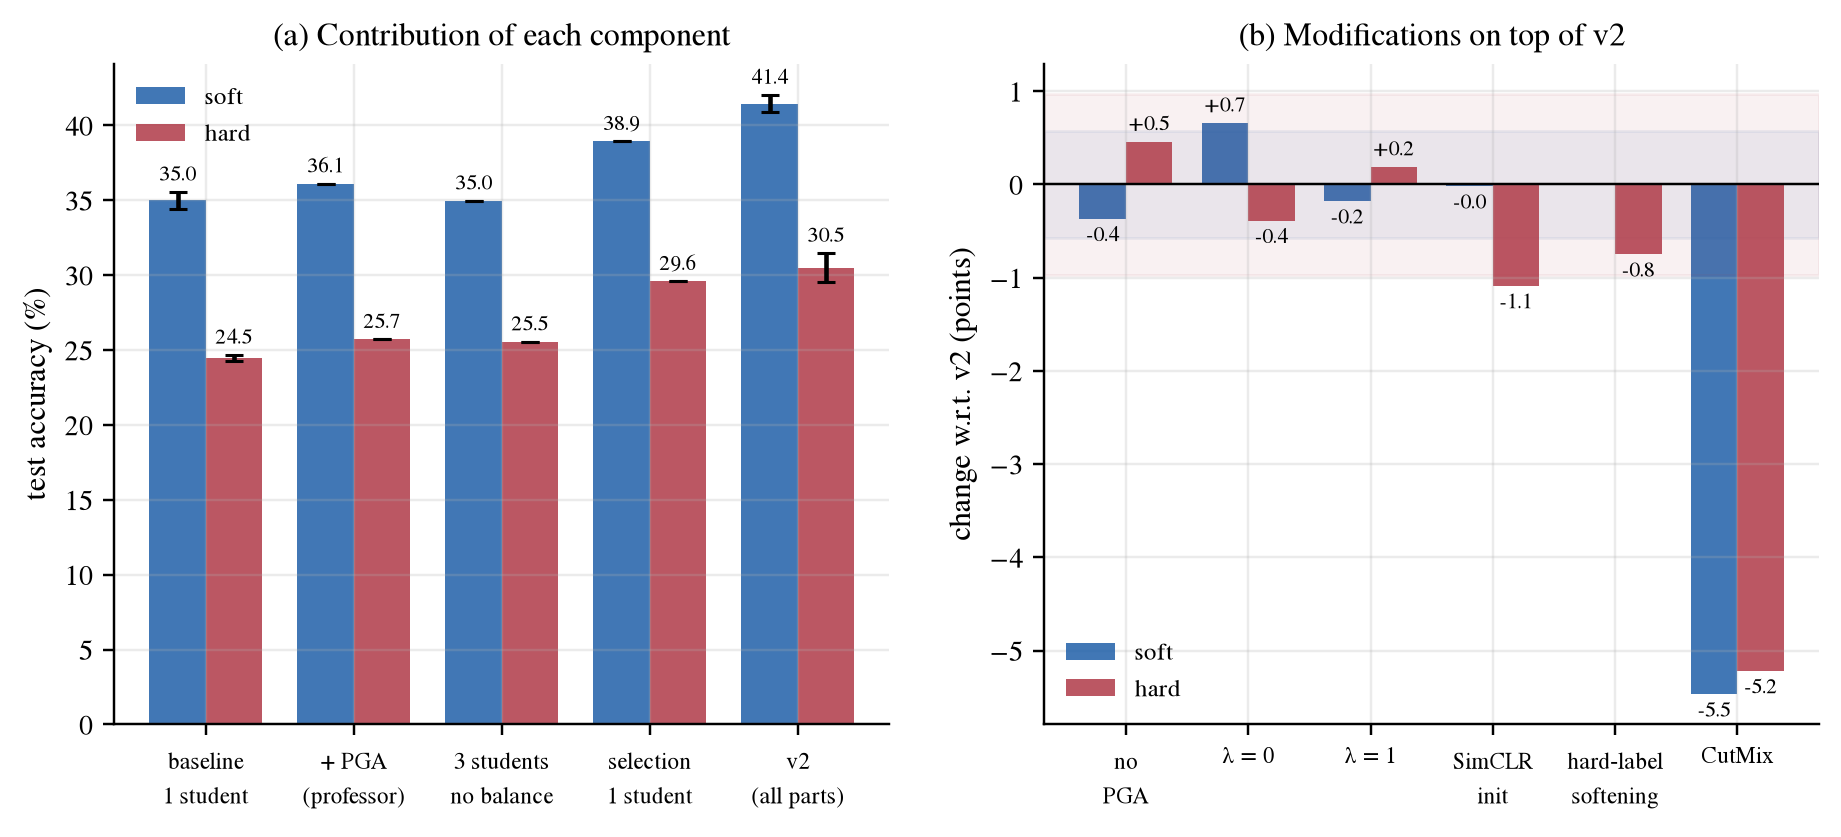 (a) Contribution of each component
test accuracy (%)
40
35
30
25
20
15
10
5
0
soft
hard
35.0
24.5
36.1
25.7
35.0
25.5
38.9
29.6
41.4
30.5
baseline
1 student
+ PGA
(professor)
3 students
no balance
selection
1 student
v2
(all parts)
(b) Modifications on top of v2
change w.r.t. v2 (points)
1
0
−1
−2
−3
−4
−5
-0.4
+0.5
+0.7
-0.4
-0.2
+0.2
-0.0
-1.1
-0.8
-5.5
-5.2
soft
hard
no
PGA
λ = 0
λ = 1
SimCLR
init
hard-label
softening
CutMix